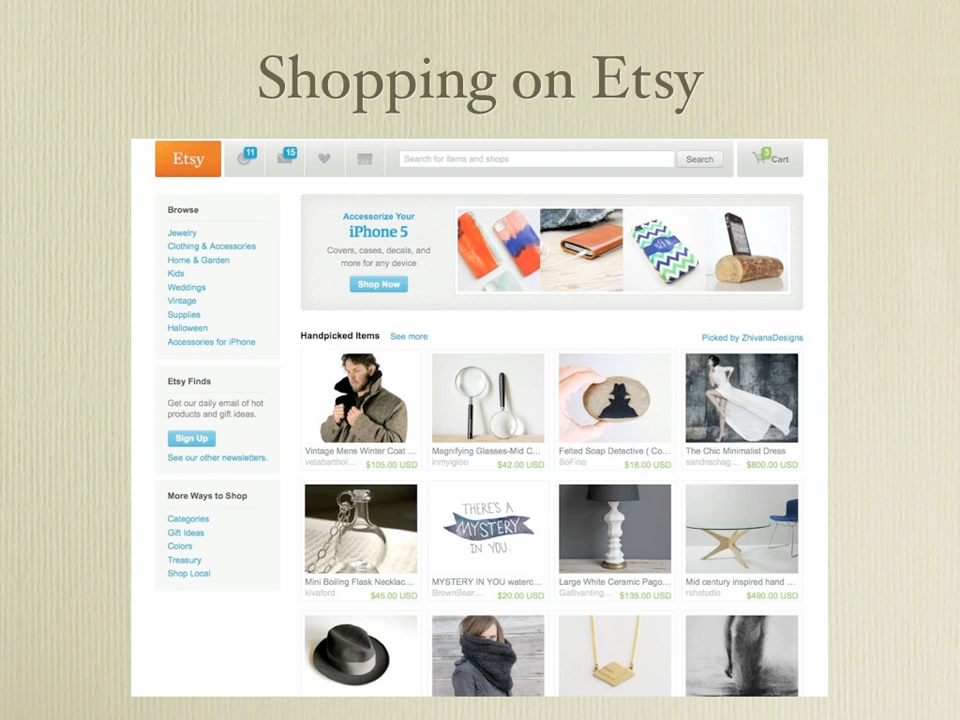 Shopping on Etsy
Etsy
11
15
Search for items and shops
Search
3
Cart
Browse
Jewelry
Clothing & Accessories
Home & Garden
Kids
Weddings
Vintage
Supplies
Halloween
Accessories for iPhone
Etsy Finds
Get our daily email of hot
products and gift ideas.
Sign Up
See our other newsletters.
More Ways to Shop
Categories
Gift Ideas
Colors
Treasury
Shop Local
Accessorize Your
iPhone 5
Covers, cases, decals, and
more for any device
Shop Now
Handpicked Items See more
Picked by ZhivanaDesigns
Vintage Mens Winter Coat ...
vetabarthol... $105.00 USD
Magnifying Glasses-Mid C...
inmyigloo $42.00 USD
Felted Soap Detective ( Co...
SoFino $18.00 USD
The Chic Minimalist Dress
sandrachag... $800.00 USD
Mini Boiling Flask Necklac...
kivaford $45.00 USD
THERE'S A
MYSTERY
IN YOU.
MYSTERY IN YOU waterc...
BrownBear... $20.00 USD
Large White Ceramic Pago...
Gallivanting... $135.00 USD
Mid century inspired hand ...
rshstudio $490.00 USD